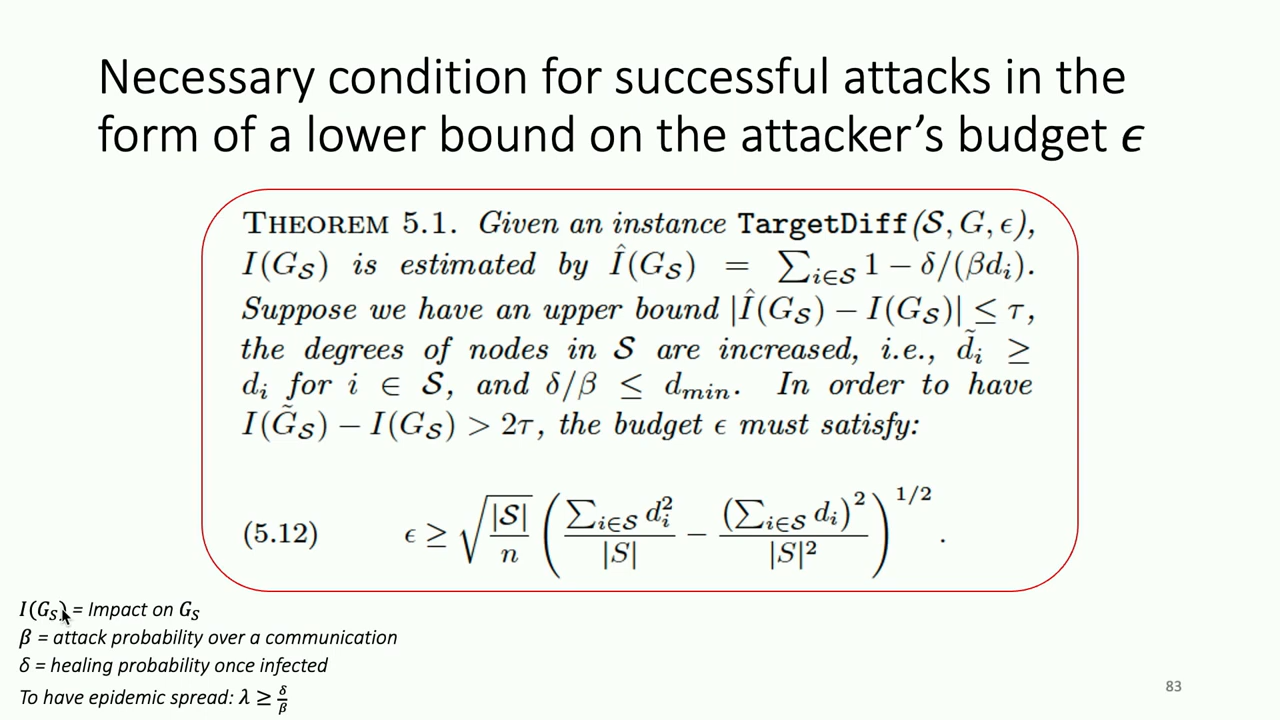 Necessary condition for successful attacks in the
form of a lower bound on the attacker's budget ϵ
THEOREM 5.1. Given an instance TargetDiff(𝒮, G, ϵ),
I(G_𝒮) is estimated by Î(G_𝒮) = ∑_{i∈𝒮} 1 − δ/(βd_i).
Suppose we have an upper bound |Î(G_𝒮) − I(G_𝒮)| ≤ τ,
the degrees of nodes in 𝒮 are increased, i.e., d̃_i ≥
d_i for i ∈ 𝒮, and δ/β ≤ d_min. In order to have
I(G̃_𝒮) − I(G_𝒮) > 2τ, the budget ϵ must satisfy:
(5.12) ϵ ≥ √(|𝒮|/n) (∑_{i∈𝒮} d_i^2/|S| − (∑_{i∈𝒮} d_i)^2/|S|^2)^{1/2}.
I(G_S) = Impact on G_S
β = attack probability over a communication
δ = healing probability once infected
To have epidemic spread: λ ≥ δ/β
83